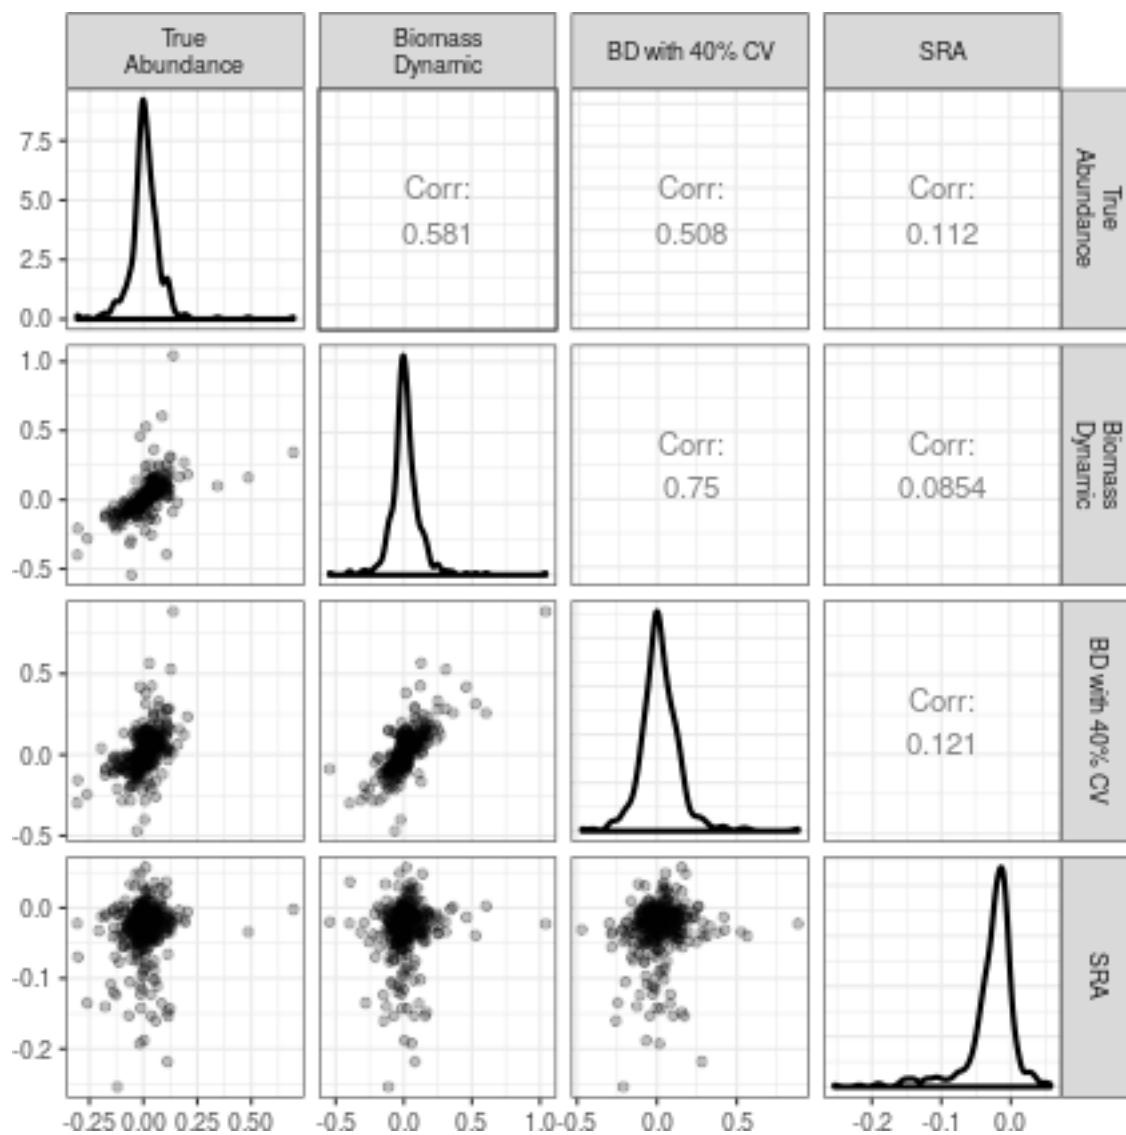 True
Abundance
Biomass
Dynamic
BD with 40% CV
SRA
7.5
5.0
2.5
0.0
Corr:
0.581
Corr:
0.508
Corr:
0.112
True
Abundance
1.0
0.5
0.0
-0.5
Corr:
0.75
Corr:
0.0854
Biomass
Dynamic
0.5
0.0
-0.5
Corr:
0.121
BD with 40% CV
0.0
-0.1
-0.2
SRA
-0.25 0.00 0.25 0.50
-0.5 0.0 0.5 1.0
-0.5 0.0 0.5
-0.2 -0.1 0.0